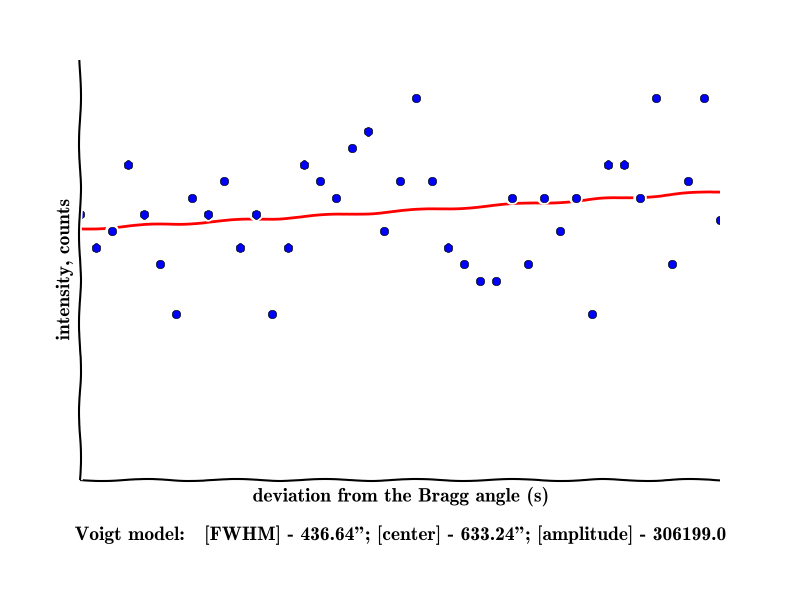 intensity, counts
deviation from the Bragg angle (s)
Voigt model: [FWHM] - 436.64”; [center] - 633.24”; [amplitude] - 306199.0